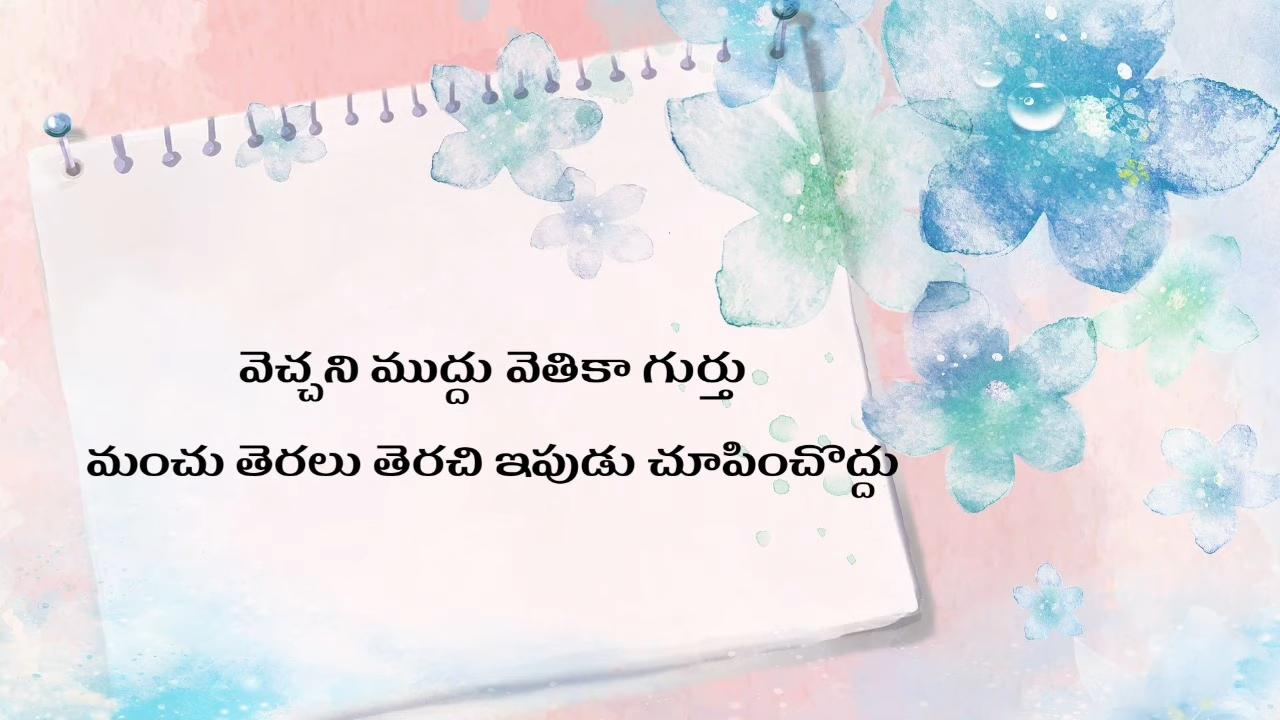 వెచ్చని ముద్దు వెతికా గుర్తు
మంచు తెరలు తెరచి ఇపుడు చూపించొద్దు